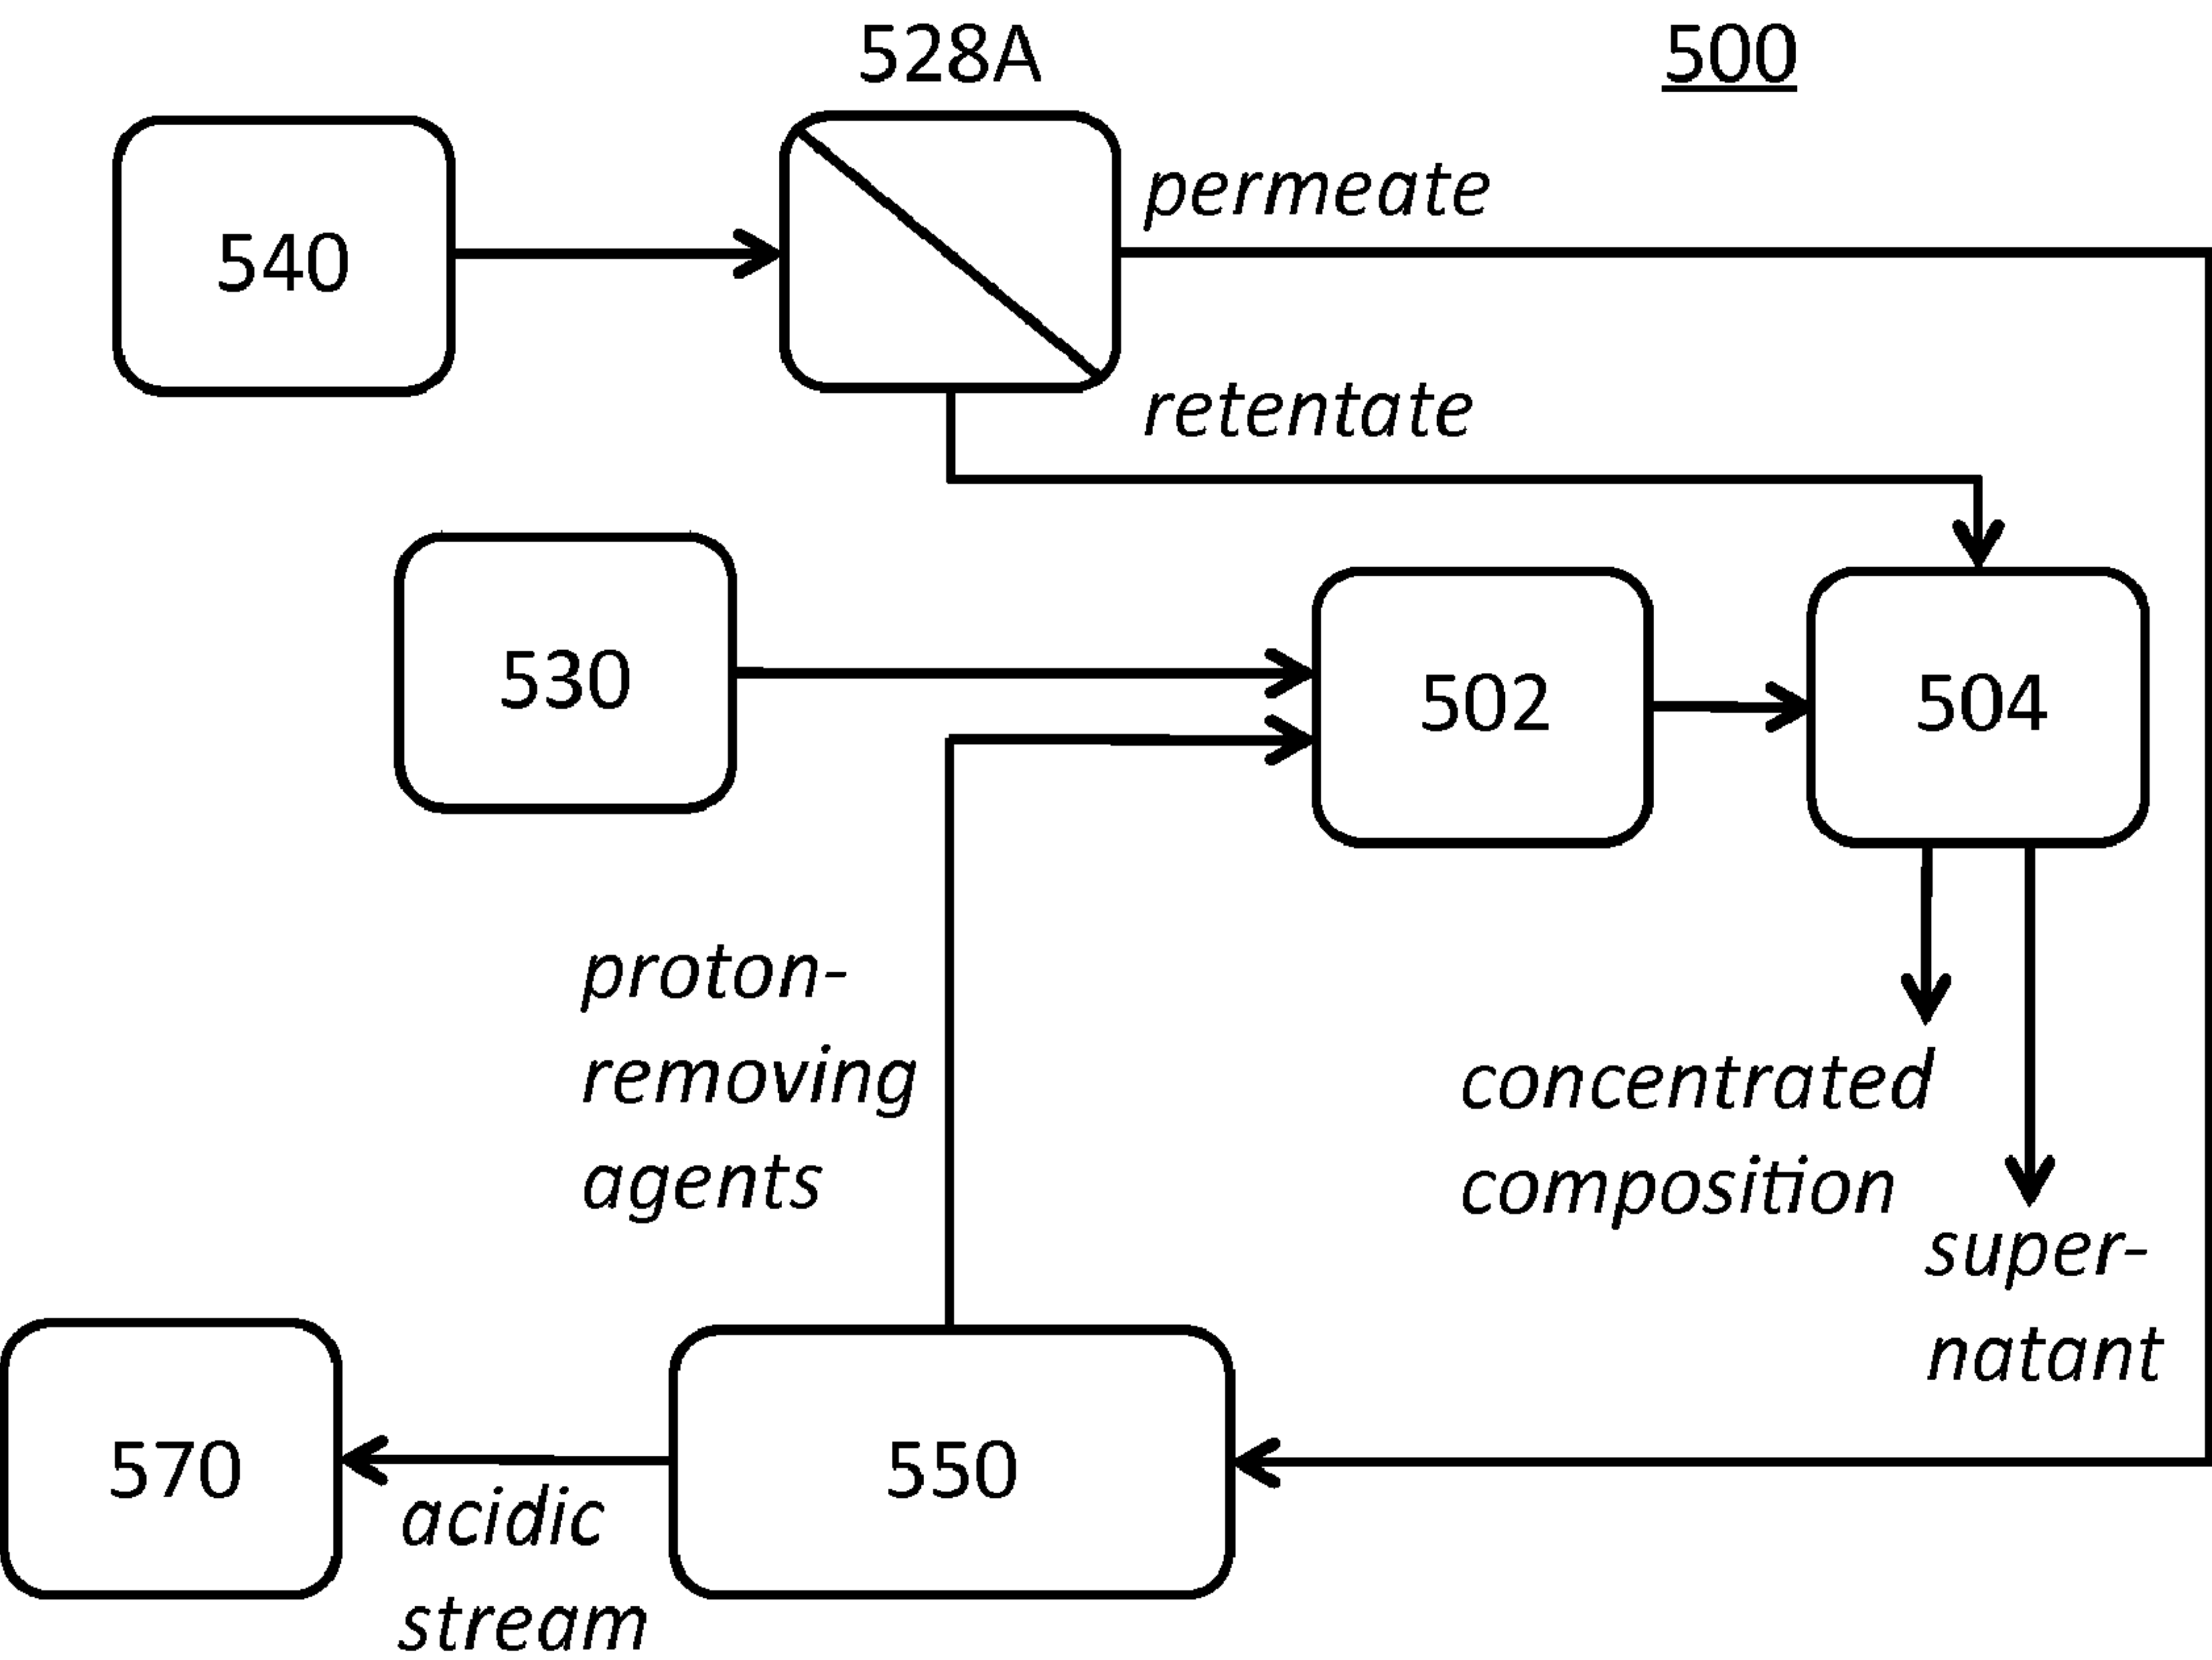 528A
500
540
permeate
retentate
530
502
504
proton-
removing
agents
concentrated
composition
super-
natant
570
550
acidic
stream